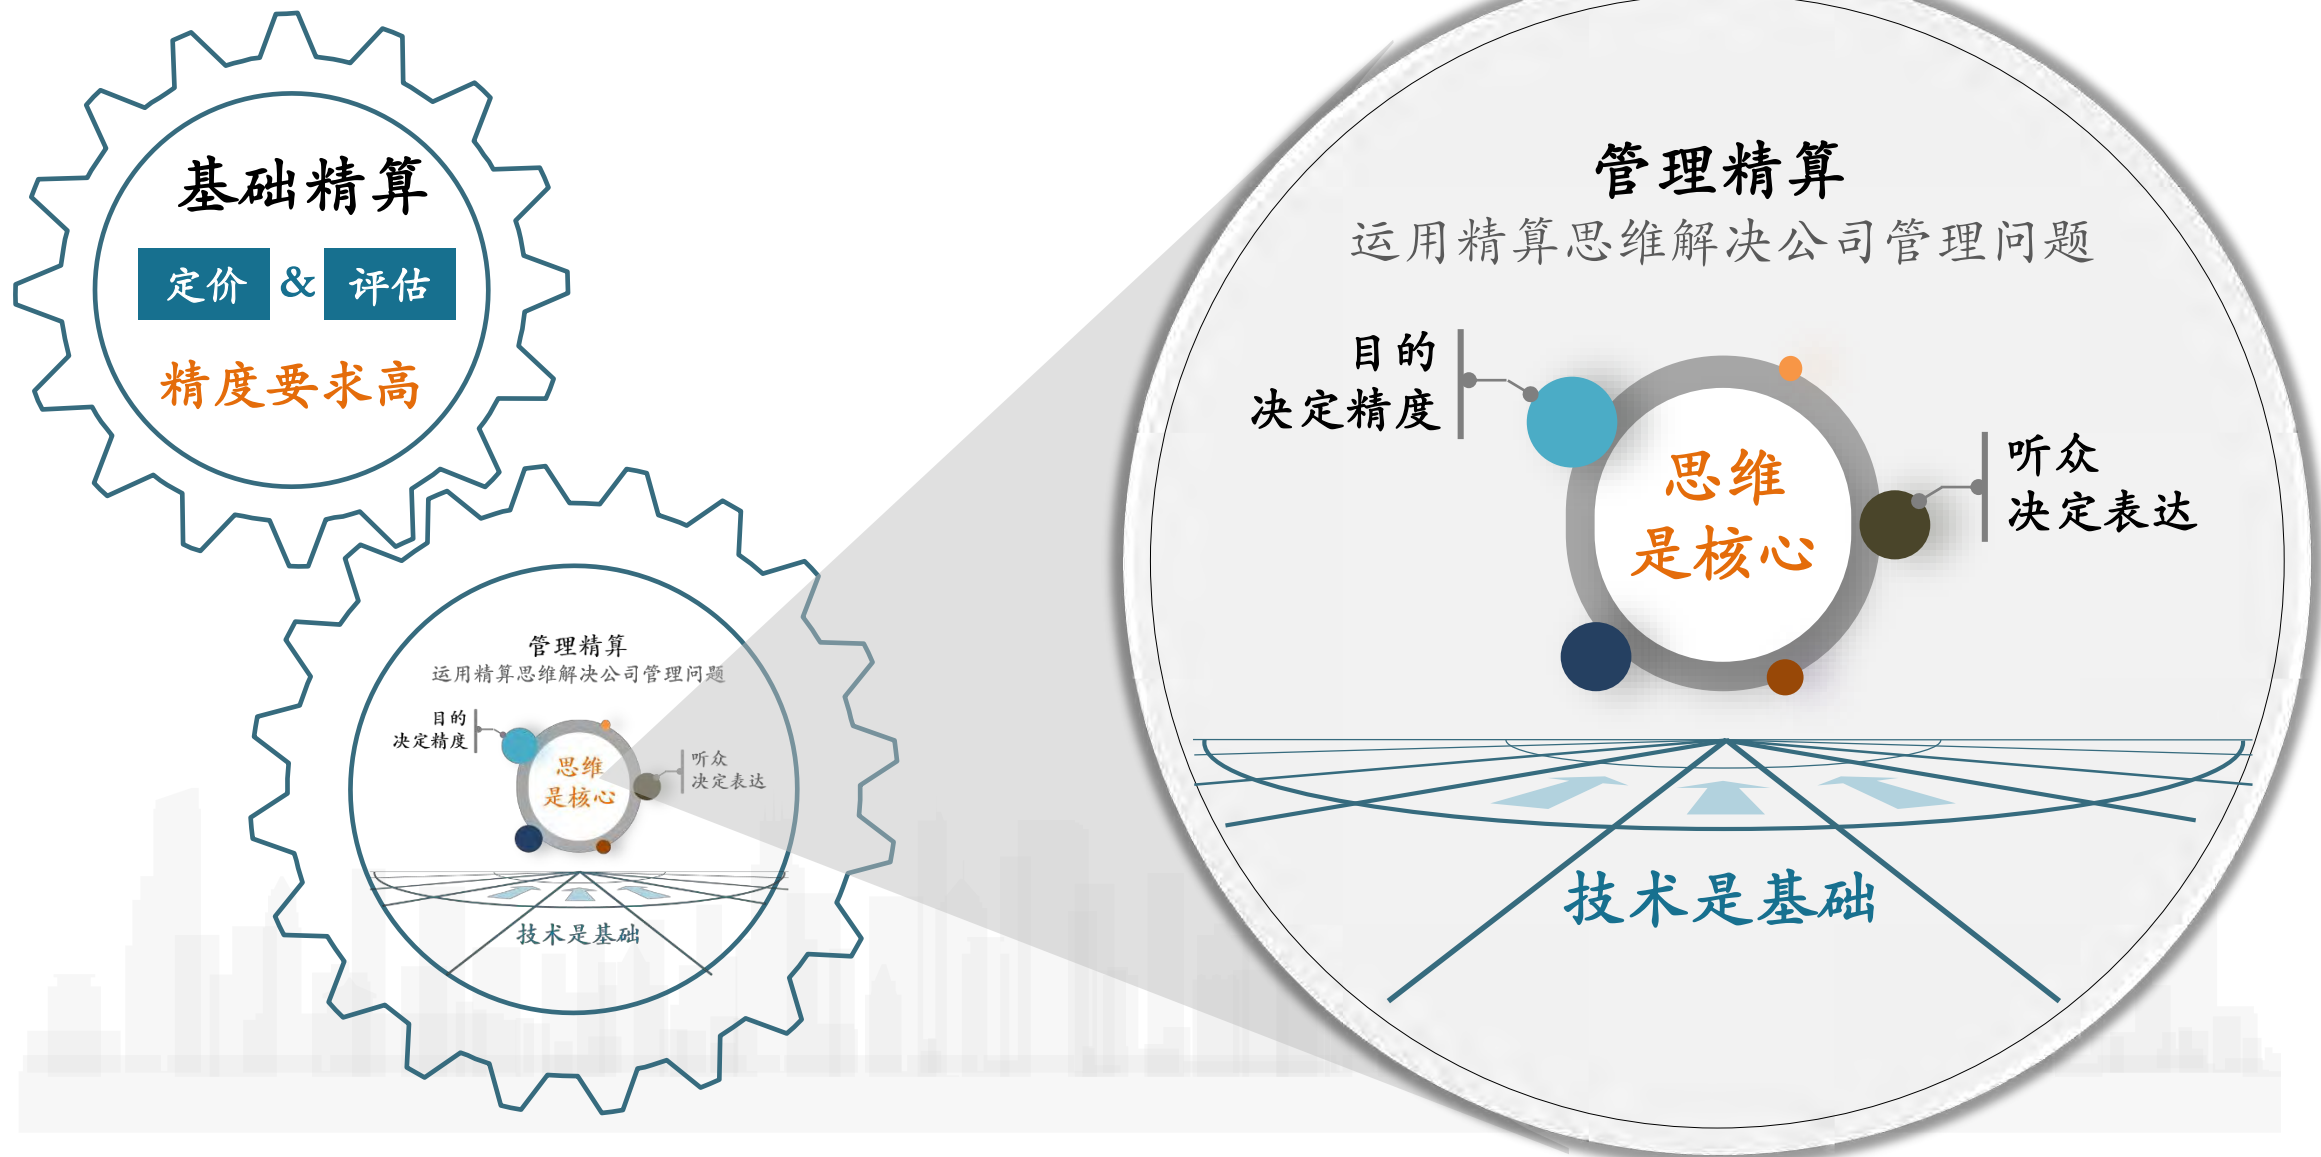 基础精算
定价 & 评估
精度要求高
管理精算
运用精算思维解决公司管理问题
目的
决定精度
思维
是核心
听众
决定表达
技术是基础
管理精算
运用精算思维解决公司管理问题
目的
决定精度
思维
是核心
听众
决定表达
技术是基础